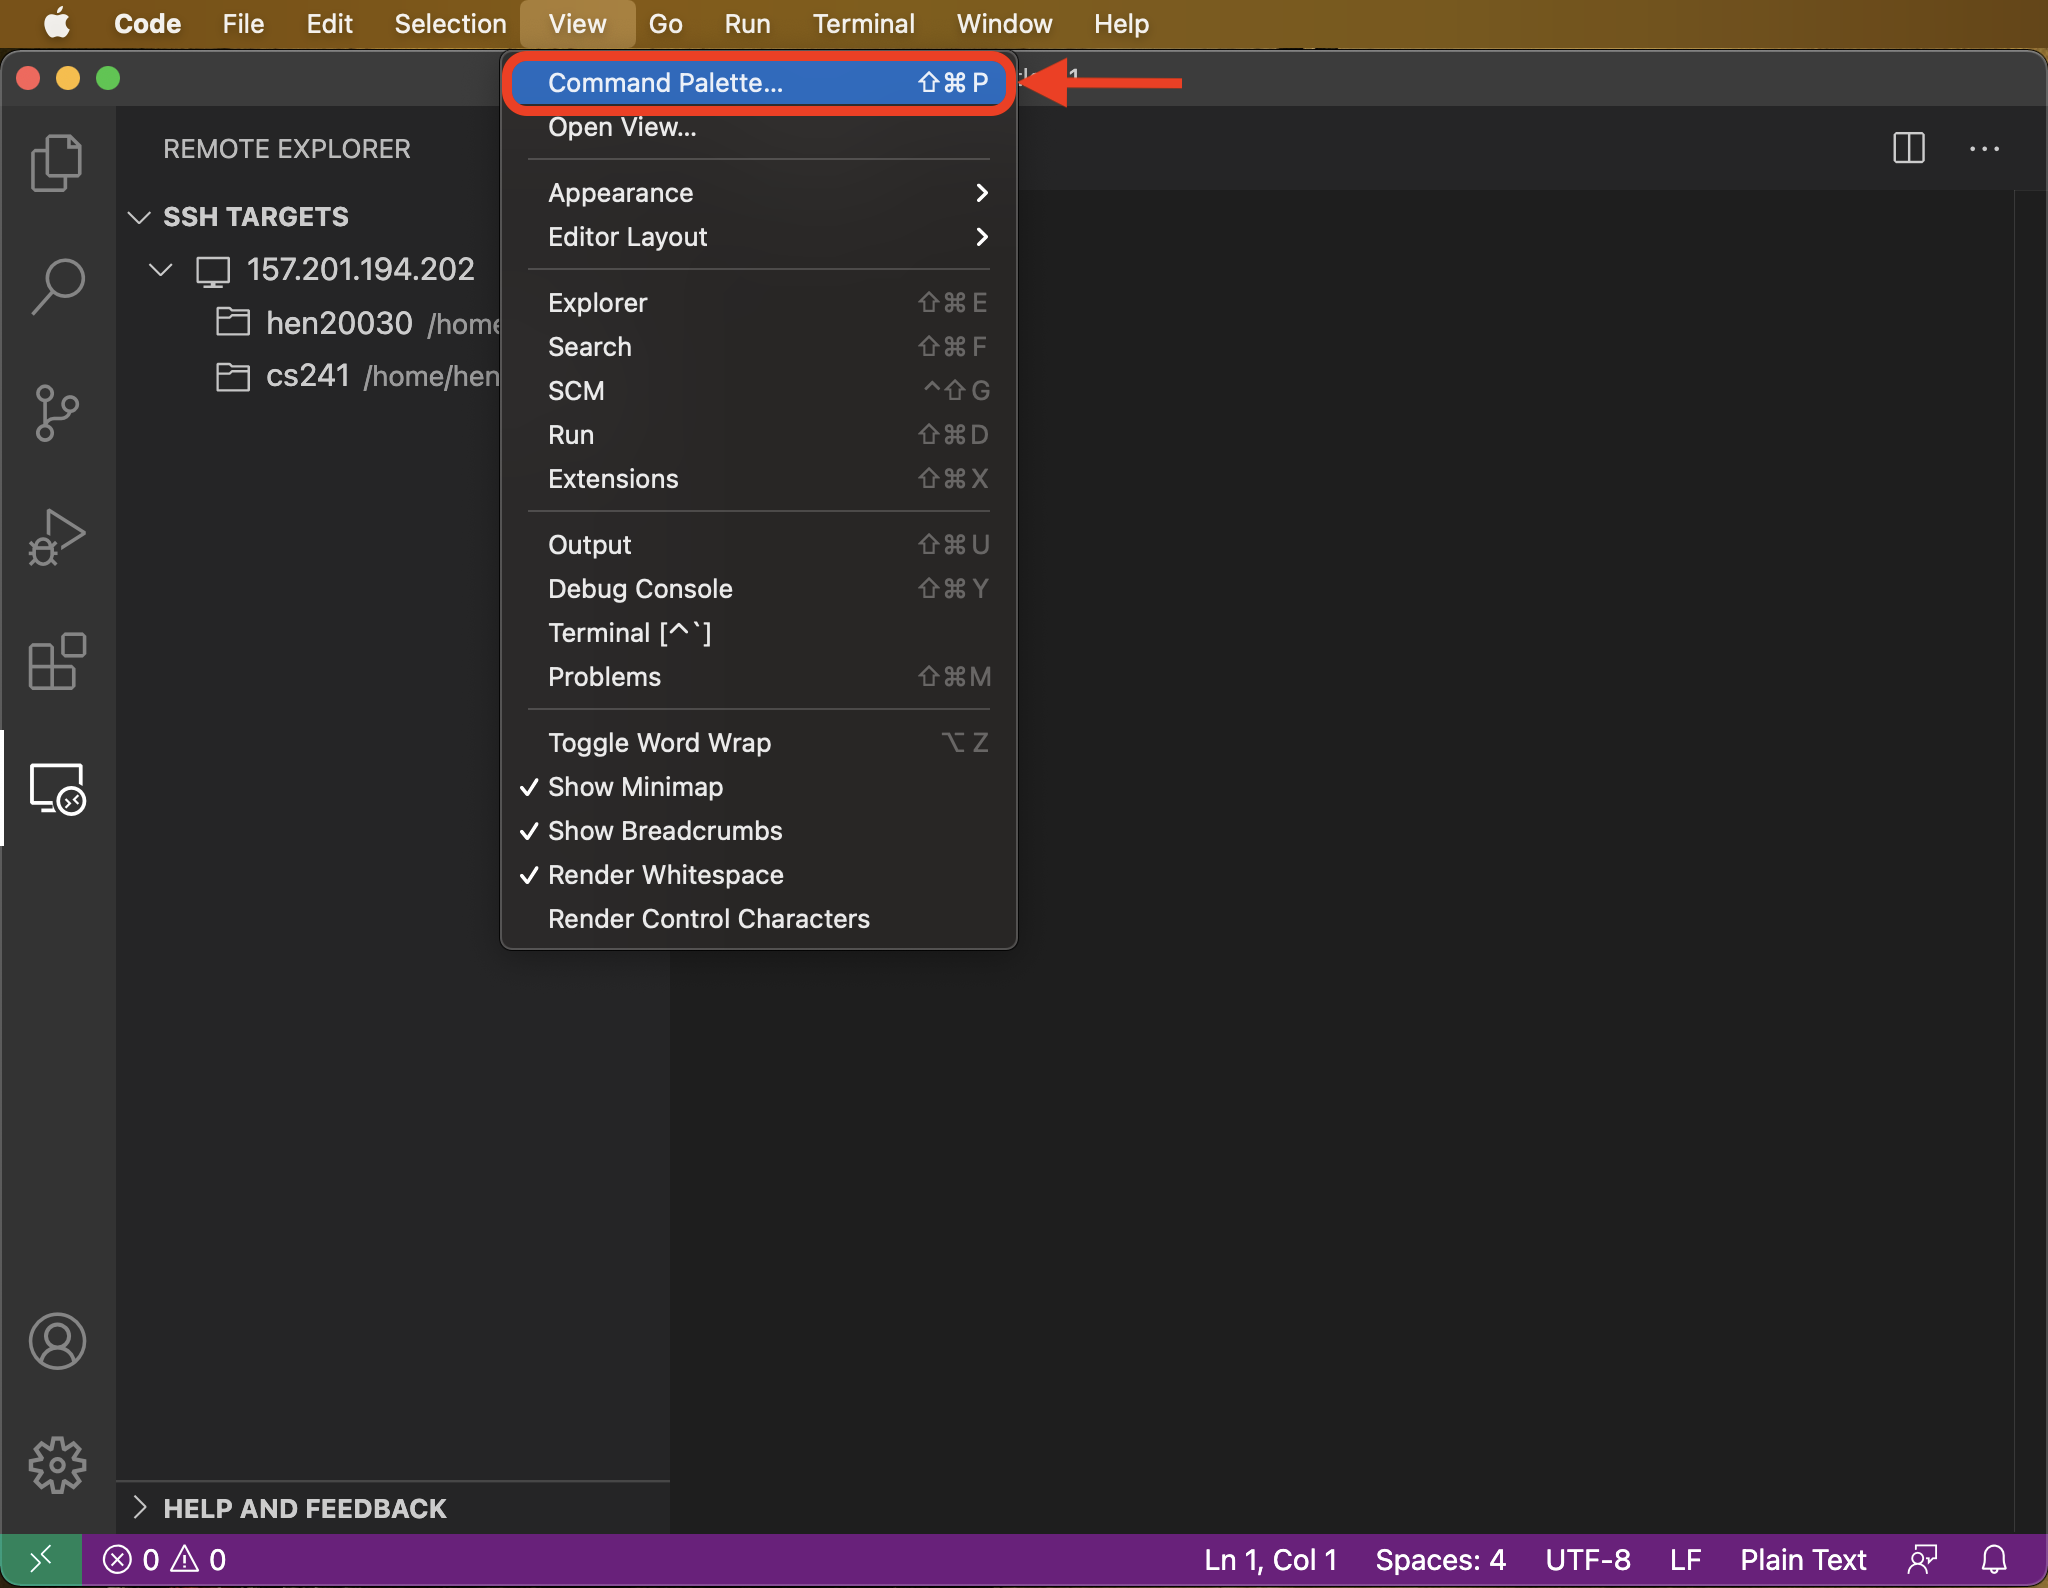 Code File Edit Selection View Go Run Terminal Window Help
Command Palette... ⇧⌘P
Open View...
Appearance
Editor Layout
Explorer ⇧⌘E
Search ⇧⌘F
SCM ^⇧G
Run ⇧⌘D
Extensions ⇧⌘X
Output ⇧⌘U
Debug Console ⇧⌘Y
Terminal [^`]
Problems ⇧⌘M
Toggle Word Wrap ⌥Z
✓ Show Minimap
✓ Show Breadcrumbs
✓ Render Whitespace
Render Control Characters
REMOTE EXPLORER
SSH TARGETS
157.201.194.202
hen20030 /home
cs241 /home/hen
HELP AND FEEDBACK
0 0 Ln 1, Col 1 Spaces: 4 UTF-8 LF Plain Text